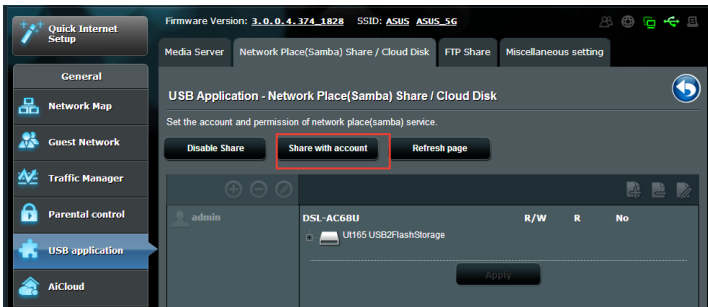 Quick Internet
Setup
Firmware Version: 3.0.0.4.374_1828 SSID: ASUS ASUS_5G
Media Server
Network Place(Samba) Share / Cloud Disk
FTP Share
Miscellaneous setting
General
Network Map
Guest Network
Traffic Manager
Parental control
USB application
AiCloud
USB Application - Network Place(Samba) Share / Cloud Disk
Set the account and permission of network place(samba) service.
Disable Share
Share with account
Refresh page
admin
DSL-AC68U R/W R No
Ut165 USB2FlashStorage
Apply